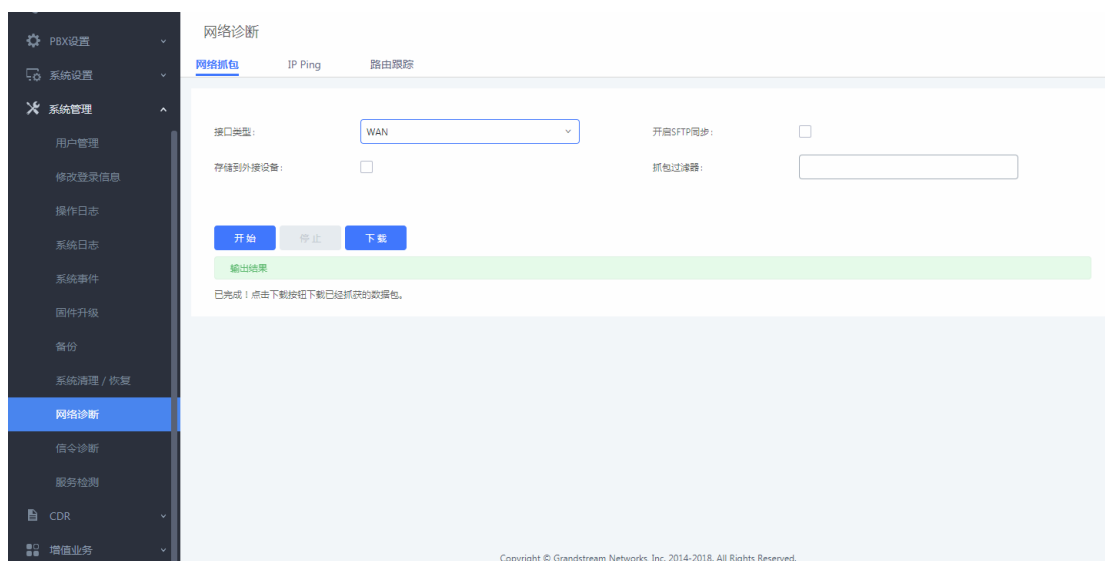 PBX设置
系统设置
系统管理
用户管理
修改登录信息
操作日志
系统日志
系统事件
固件升级
备份
系统清理 / 恢复
网络诊断
信令诊断
服务检测
CDR
增值业务
网络诊断
网络抓包 IP Ping 路由跟踪
接口类型: WAN 开启SFTP同步:
存储到外接设备: 抓包过滤器:
开始 停止 下载
输出结果
已完成！点击下载按钮下载已经抓获的数据包。
Copyright © Grandstream Networks, Inc. 2014-2018. All Rights Reserved.